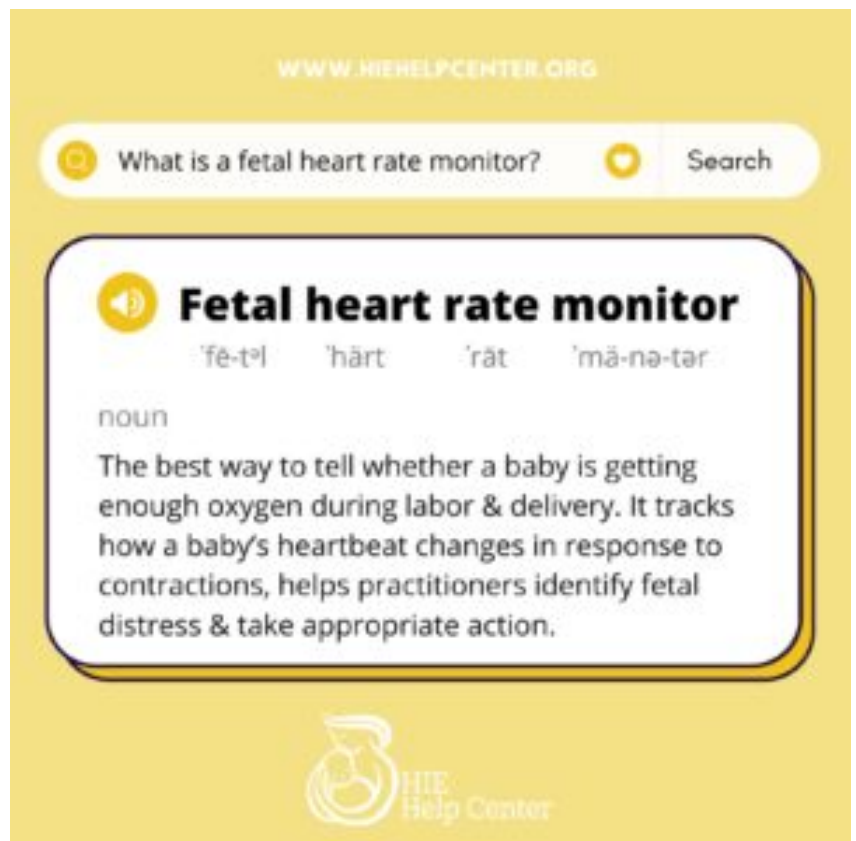 WWW.HIEHELPCENTER.ORG
What is a fetal heart rate monitor?
Search
Fetal heart rate monitor
ˈfē-tᵊl ˈhärt ˈrāt ˈmä-nə-tər
noun
The best way to tell whether a baby is getting
enough oxygen during labor & delivery. It tracks
how a baby's heartbeat changes in response to
contractions, helps practitioners identify fetal
distress & take appropriate action.
HIE
Help Center